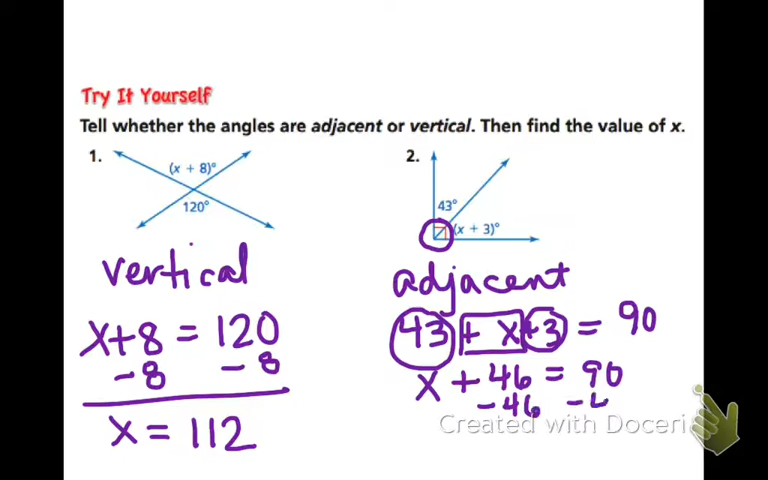 Try It Yourself
Tell whether the angles are adjacent or vertical. Then find the value of x.
1.
(x + 8)°
120°
2.
43°
(x + 3)°
vertical
x+8 = 120
-8 -8
x = 112
adjacent
43 + x + 3 = 90
x + 46 = 90
-46 -4
Created with Doceri